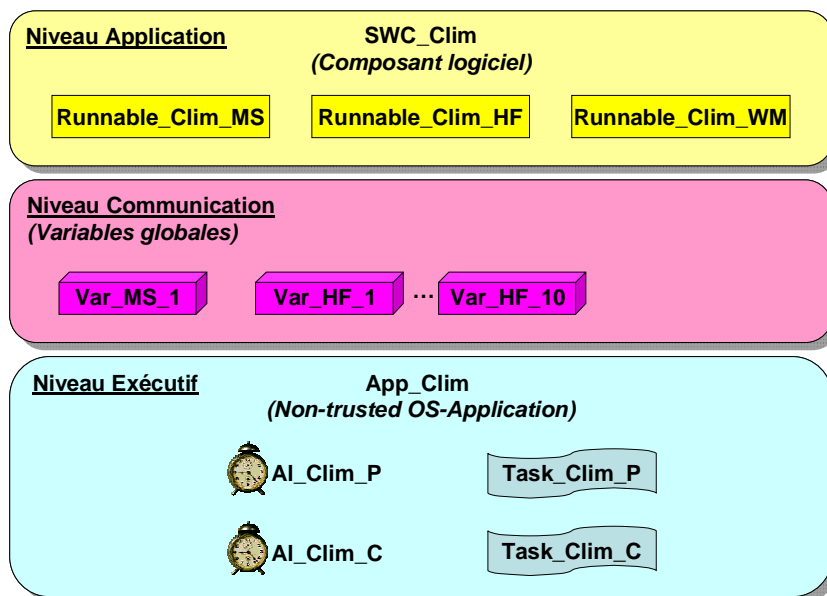 Niveau Application
SWC_Clim
(Composant logiciel)
Runnable_Clim_MS Runnable_Clim_HF Runnable_Clim_WM
Niveau Communication
(Variables globales)
Var_MS_1 Var_HF_1 ... Var_HF_10
Niveau Exécutif
App_Clim
(Non-trusted OS-Application)
Al_Clim_P Task_Clim_P
Al_Clim_C Task_Clim_C